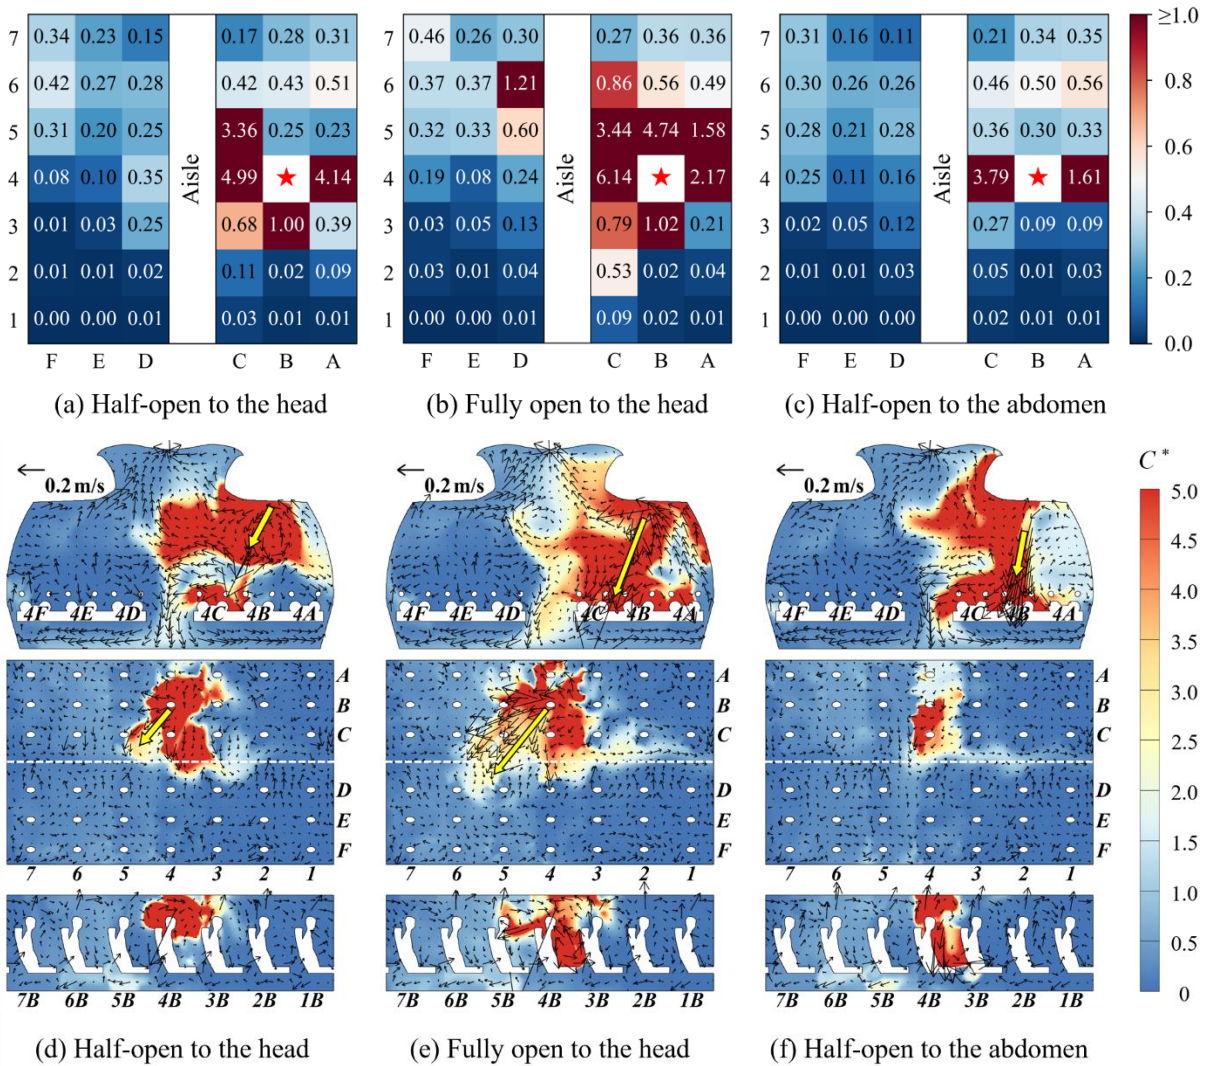 7 0.34 0.23 0.15 0.17 0.28 0.31
6 0.42 0.27 0.28 0.42 0.43 0.51
5 0.31 0.20 0.25 3.36 0.25 0.23
4 0.08 0.10 0.35 4.99 4.14
3 0.01 0.03 0.25 0.68 1.00 0.39
2 0.01 0.01 0.02 0.11 0.02 0.09
1 0.00 0.00 0.01 0.03 0.01 0.01
Aisle
F E D C B A
(a) Half-open to the head
7 0.46 0.26 0.30 0.27 0.36 0.36
6 0.37 0.37 1.21 0.86 0.56 0.49
5 0.32 0.33 0.60 3.44 4.74 1.58
4 0.19 0.08 0.24 6.14 2.17
3 0.03 0.05 0.13 0.79 1.02 0.21
2 0.03 0.01 0.04 0.53 0.02 0.04
1 0.00 0.00 0.01 0.09 0.02 0.01
Aisle
F E D C B A
(b) Fully open to the head
7 0.31 0.16 0.11 0.21 0.34 0.35
6 0.30 0.26 0.26 0.46 0.50 0.56
5 0.28 0.21 0.28 0.36 0.30 0.33
4 0.25 0.11 0.16 3.79 1.61
3 0.02 0.05 0.12 0.27 0.09 0.09
2 0.01 0.01 0.03 0.05 0.01 0.03
1 0.00 0.00 0.00 0.02 0.01 0.01
Aisle
F E D C B A
(c) Half-open to the abdomen
≥1.0
0.8
0.6
0.4
0.2
0.0
0.2 m/s
4F 4E 4D 4C 4B 4A
A
B
C
D
E
F
7 6 5 4 3 2 1
7B 6B 5B 4B 3B 2B 1B
(d) Half-open to the head
0.2 m/s
4F 4E 4D 4C 4B 4A
A
B
C
D
E
F
7 6 5 4 3 2 1
7B 6B 5B 4B 3B 2B 1B
(e) Fully open to the head
0.2 m/s
4F 4E 4D 4C 4B 4A
A
B
C
D
E
F
7 6 5 4 3 2 1
7B 6B 5B 4B 3B 2B 1B
(f) Half-open to the abdomen
C*
5.0
4.5
4.0
3.5
3.0
2.5
2.0
1.5
1.0
0.5
0